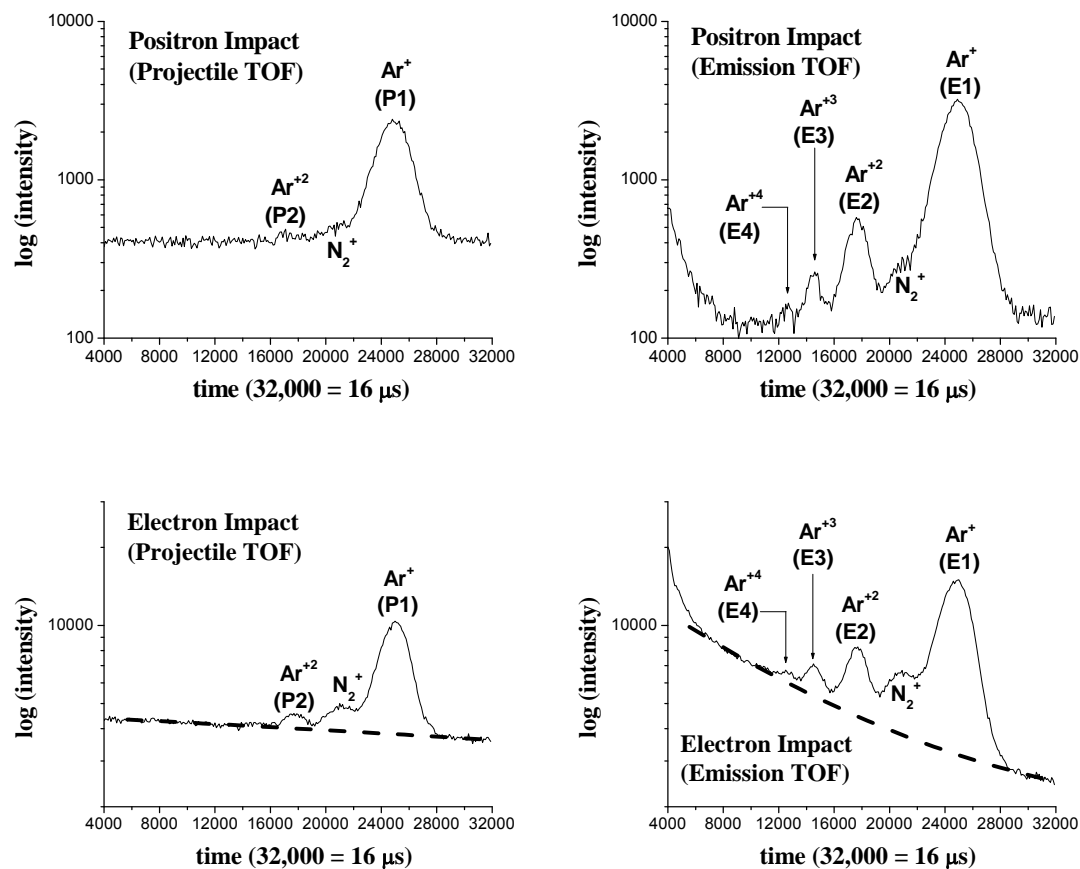 Positron Impact
(Projectile TOF)
Ar+
(P1)
Ar+2
(P2)
N2+
log (intensity)
10000
1000
100
4000 8000 12000 16000 20000 24000 28000 32000
time (32,000 = 16 μs)
Positron Impact
(Emission TOF)
Ar+
(E1)
Ar+3
(E3)
Ar+2
(E2)
Ar+4
(E4)
N2+
log (intensity)
10000
1000
100
4000 8000 12000 16000 20000 24000 28000 32000
time (32,000 = 16 μs)
Electron Impact
(Projectile TOF)
Ar+
(P1)
Ar+2
(P2)
N2+
log (intensity)
10000
4000 8000 12000 16000 20000 24000 28000 32000
time (32,000 = 16 μs)
Ar+3
(E3)
Ar+
(E1)
Ar+4
(E4)
Ar+2
(E2)
N2+
Electron Impact
(Emission TOF)
log (intensity)
10000
4000 8000 12000 16000 20000 24000 28000 32000
time (32,000 = 16 μs)